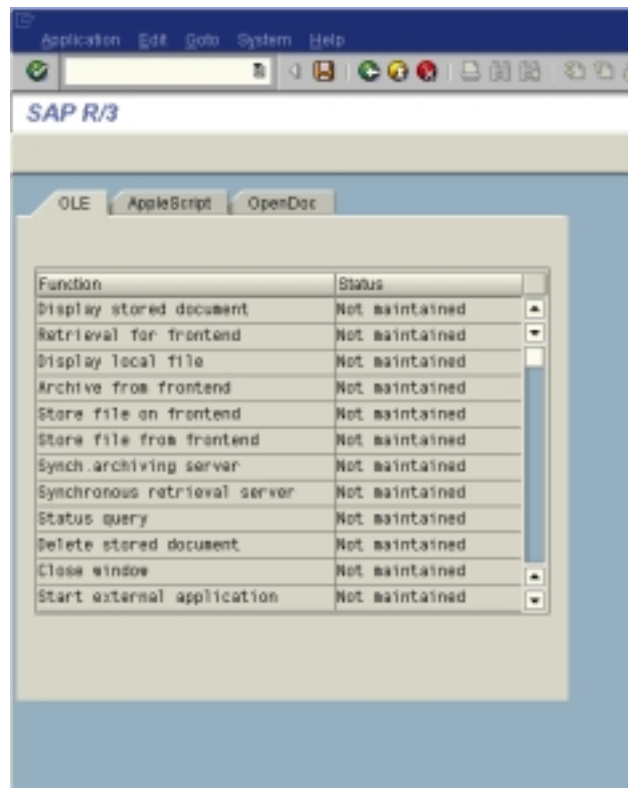 Application Edit Goto System Help
SAP R/3
OLE AppleScript OpenDoc
Function Status
Display stored document Not maintained
Retrieval for frontend Not maintained
Display local file Not maintained
Archive from frontend Not maintained
Store file on frontend Not maintained
Store file from frontend Not maintained
Synch.archiving server Not maintained
Synchronous retrieval server Not maintained
Status query Not maintained
Delete stored document Not maintained
Close window Not maintained
Start external application Not maintained